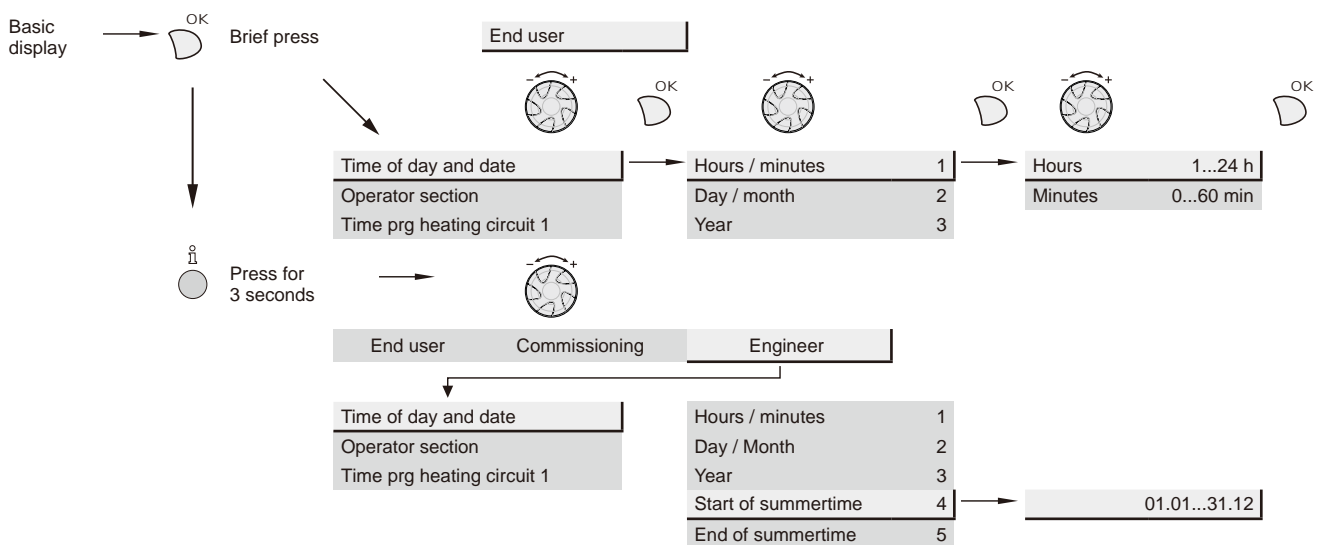 OK
Basic
display
Brief press
End user
- +
- +
- +
OK
OK
OK
Time of day and date
Hours / minutes 1
Hours 1...24 h
Operator section
Day / month 2
Minutes 0...60 min
Time prg heating circuit 1
Year 3
i
Press for
3 seconds
- +
End user Commissioning Engineer
Time of day and date
Hours / minutes 1
Operator section
Day / Month 2
Time prg heating circuit 1
Year 3
Start of summertime 4
01.01...31.12
End of summertime 5